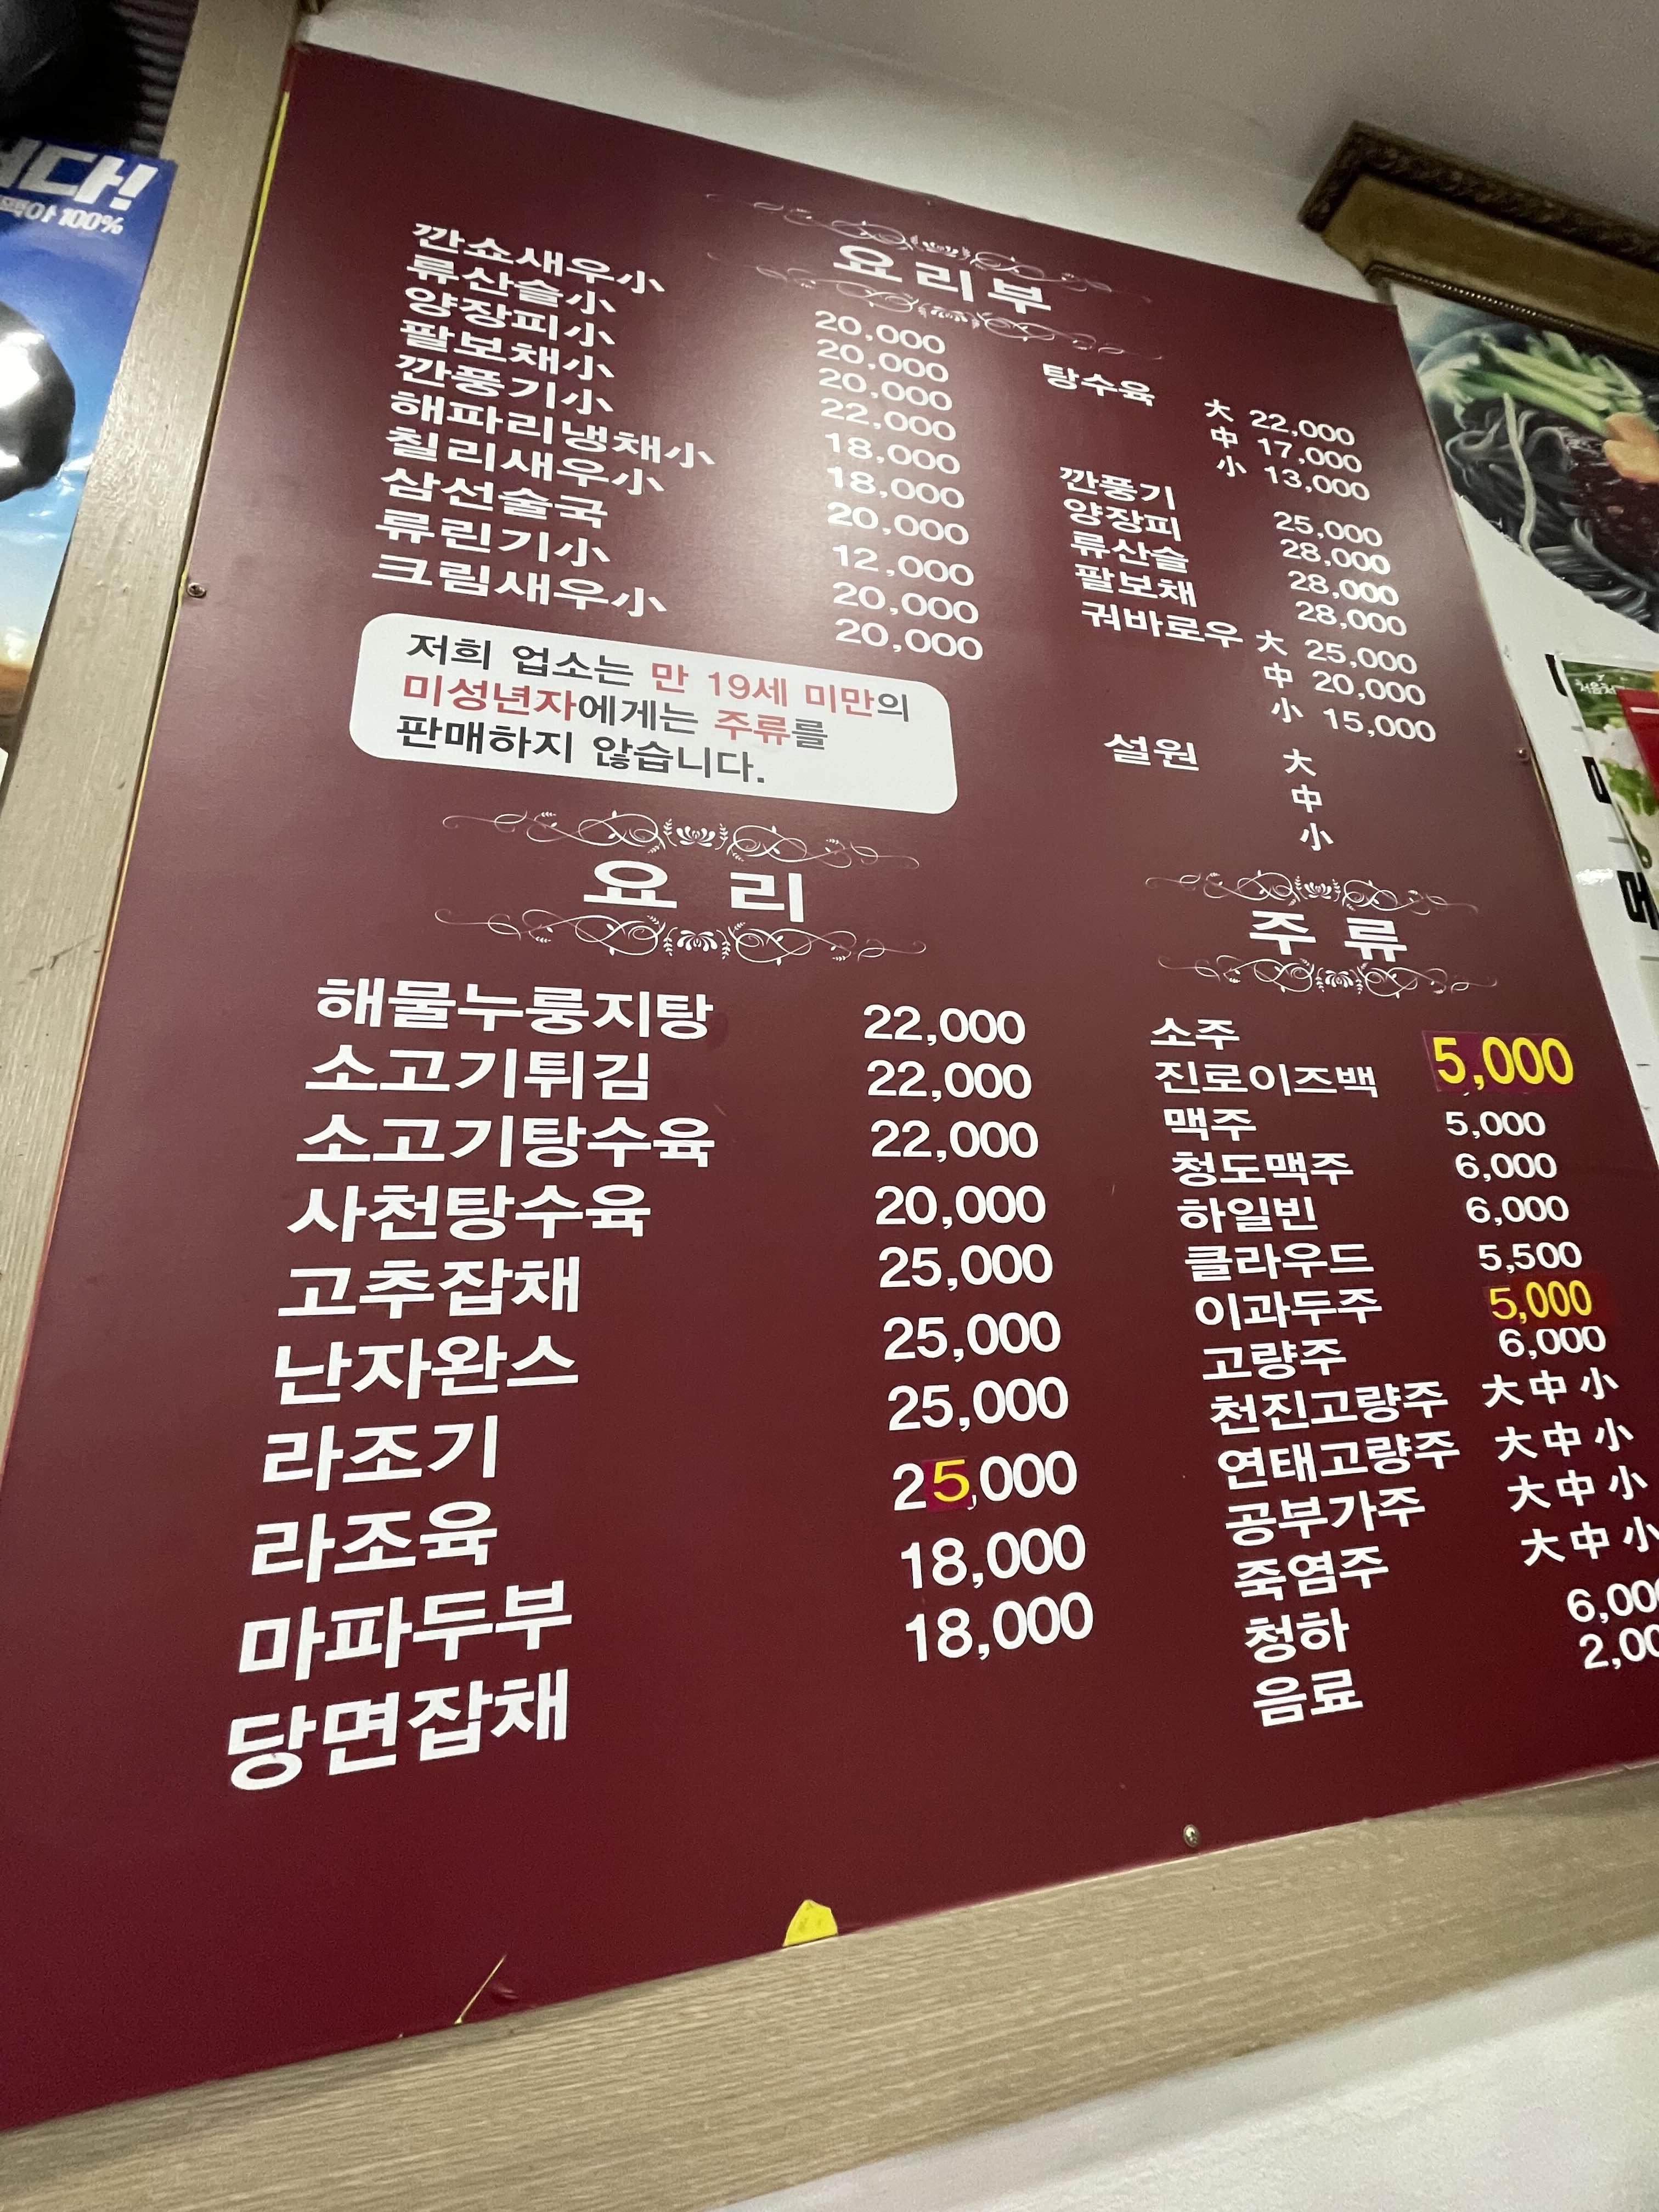 여다!
맥아 100%
요리부
깐쇼새우小 20,000
류산슬小 20,000
양장피小 20,000
팔보채小 22,000
깐풍기小 18,000
해파리냉채小 18,000
칠리새우小 20,000
삼선술국 12,000
류린기小 20,000
크림새우小 20,000
탕수육 大 22,000
中 17,000
小 13,000
깐풍기 25,000
양장피 28,000
류산슬 28,000
팔보채 28,000
궈바로우 大 25,000
中 20,000
小 15,000
설원 大
中
小
저희 업소는 만 19세 미만의
미성년자에게는 주류를
판매하지 않습니다.
요 리
해물누룽지탕 22,000
소고기튀김 22,000
소고기탕수육 22,000
사천탕수육 20,000
고추잡채 25,000
난자완스 25,000
라조기 25,000
라조육 25,000
마파두부 18,000
당면잡채 18,000
주 류
소주 5,000
진로이즈백
맥주 5,000
청도맥주 6,000
하일빈 6,000
클라우드 5,500
이과두주 5,000
고량주 6,000
천진고량주 大 中 小
연태고량주 大 中 小
공부가주 大 中 小
죽염주 大 中 小
청하 6,00
음료 2,00